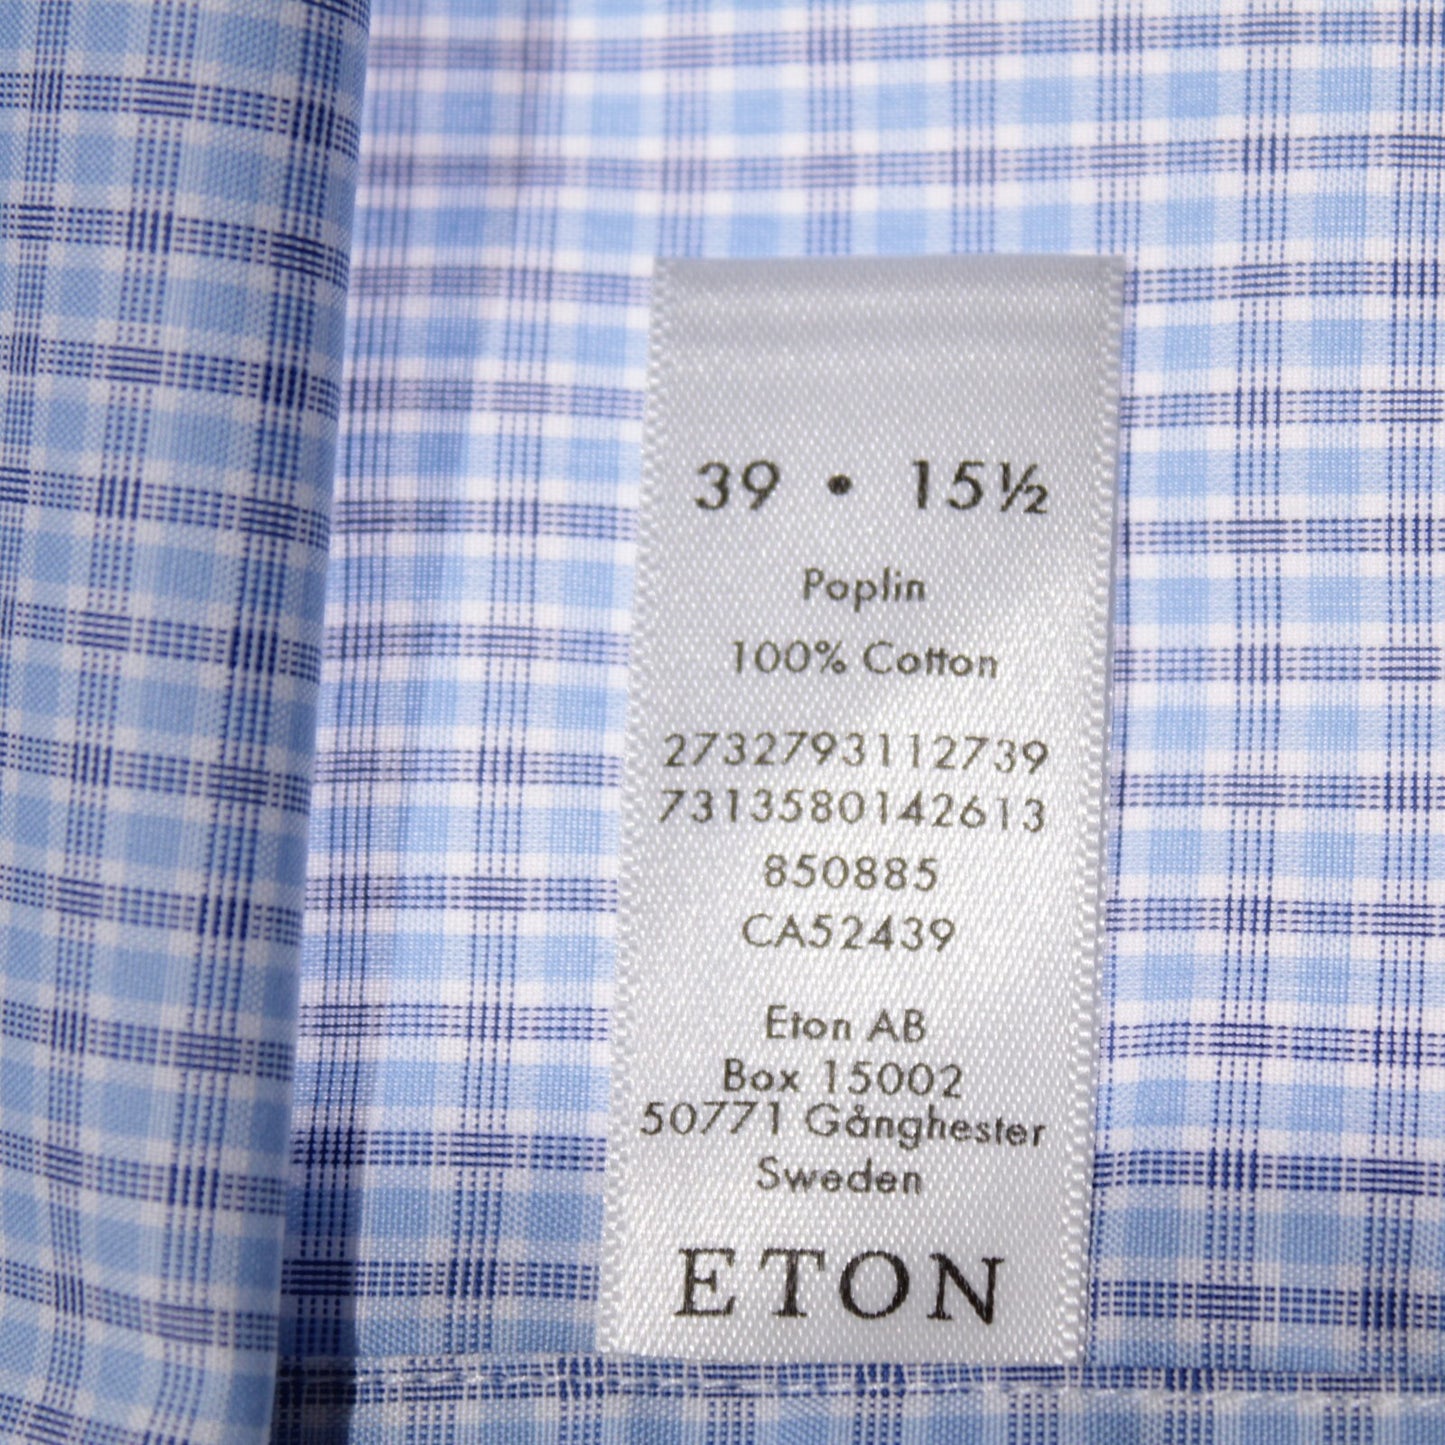 39 • 15½
Poplin
100% Cotton
2732793112739
7313580142613
850885
CA52439
Eton AB
Box 15002
50771 Gånghester
Sweden
ETON